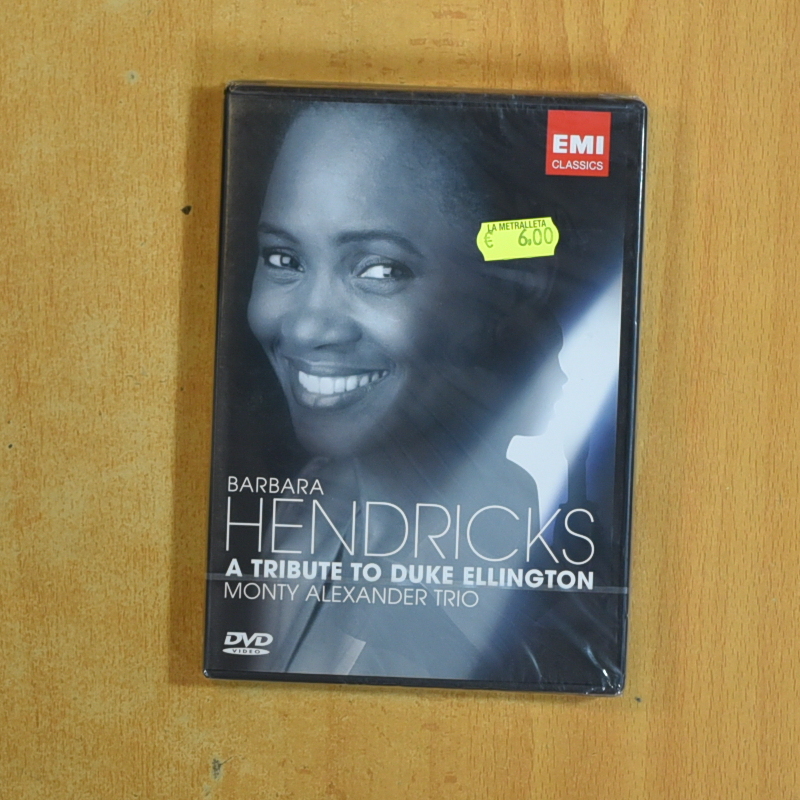 EMI
CLASSICS
LA METRALLETA
€ 6.00
BARBARA
HENDRICKS
A TRIBUTE TO DUKE ELLINGTON
MONTY ALEXANDER TRIO
DVD
VIDEO